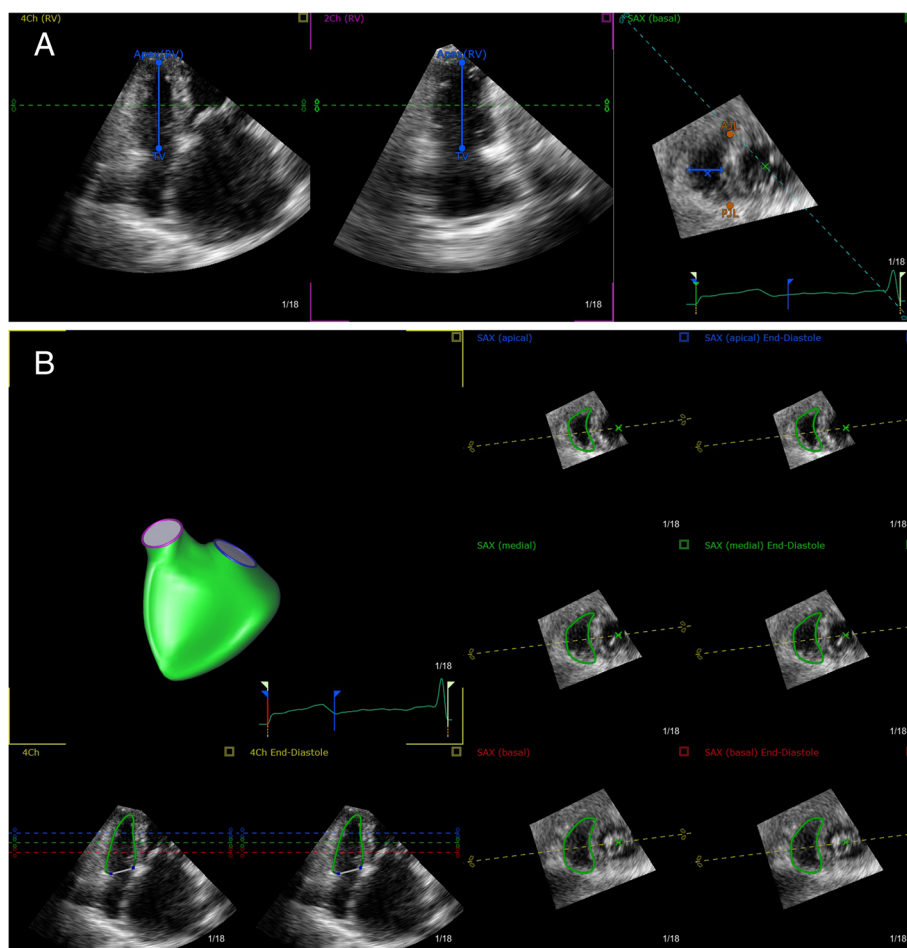 4Ch (RV)
2Ch (RV)
SAX (basal)
A
Apex (RV)
Apex (RV)
TV
TV
AJL
PJL
1/18
1/18
1/18
B
SAX (apical)
SAX (apical) End-Diastole
1/18
1/18
SAX (medial)
SAX (medial) End-Diastole
1/18
1/18
1/18
4Ch
4Ch End-Diastole
SAX (basal)
SAX (basal) End-Diastole
1/18
1/18
1/18
1/18